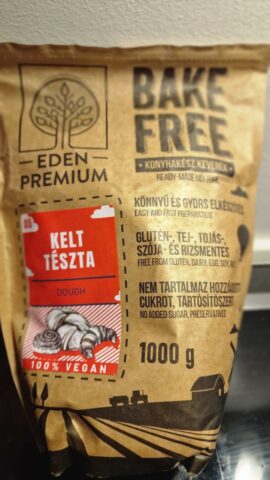 EDEN
PREMIUM
BAKE
FREE
• KONYHAKÉSZ KEVERÉK •
READY-MADE
05
KELT
TÉSZTA
DOUGH
100% VEGAN
KÖNNYŰ ÉS GYORS ELKÉSZÍTÉS
EASY AND FAST PREPARATION
GLUTÉN-, TEJ-, TOJÁS-,
SZÓJA- ÉS RIZSMENTES
FREE FROM GLUTEN, DAIRY, EGG, SOY,
NEM TARTALMAZ HOZZÁADOTT
CUKROT, TARTÓSÍTÓSZERT
NO ADDED SUGAR, PRESERVATIVES
1000 g